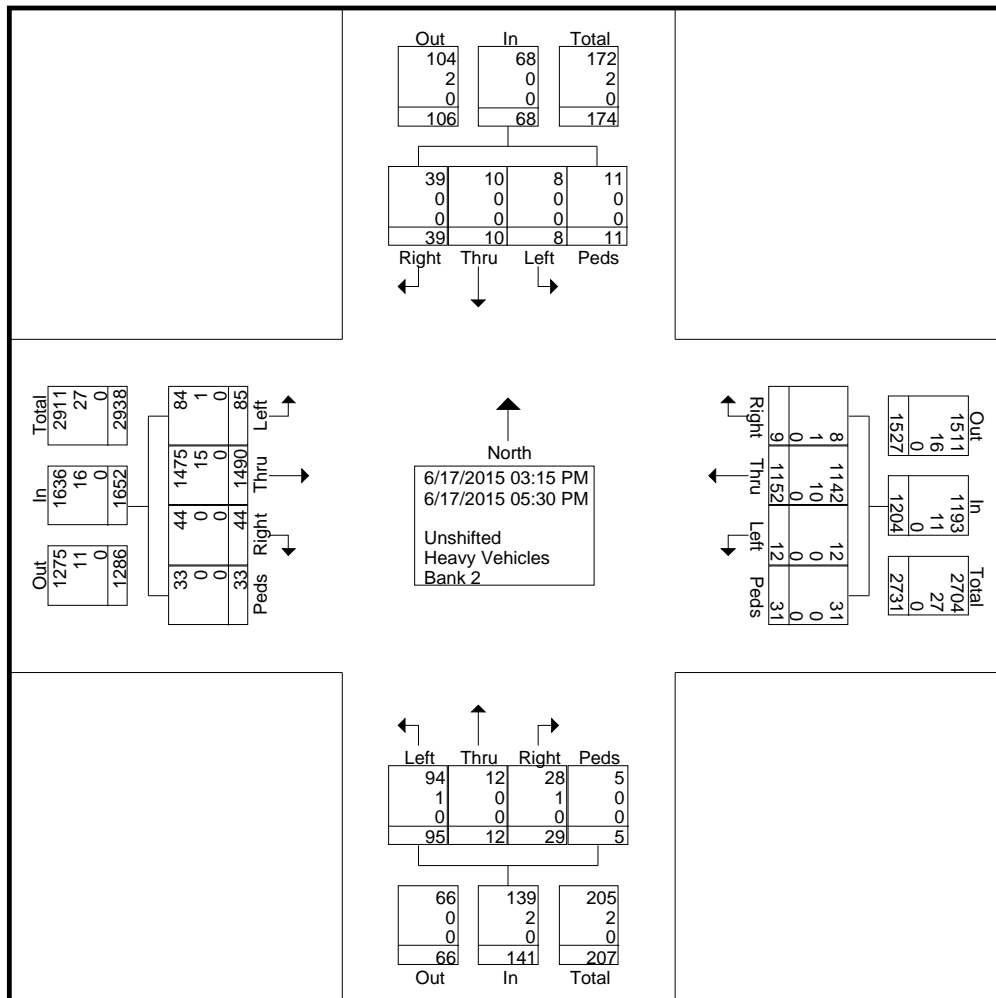 Out In Total
104 68 172
2 0 2
0 0 0
106 68 174
39 10 8 11
0 0 0 0
0 0 0 0
39 10 8 11
Right Thru Left Peds
Total
2911
27
0
2938
In
1636
16
0
1652
Out
1275
11
0
1286
84
1
0
85
Left
1475
15
0
1490
Thru
44
0
0
44
Right
33
0
0
33
Peds
North
6/17/2015 03:15 PM
6/17/2015 05:30 PM
Unshifted
Heavy Vehicles
Bank 2
Right
9
0
1
8
Thru
1152
0
10
1142
Left
12
0
0
12
Peds
31
0
0
31
Out
1511
16
0
1527
In
1193
11
0
1204
Total
2704
27
0
2731
Left Thru Right Peds
94 12 28 5
1 0 1 0
0 0 0 0
95 12 29 5
66 139 205
0 2 2
0 0 0
66 141 207
Out In Total